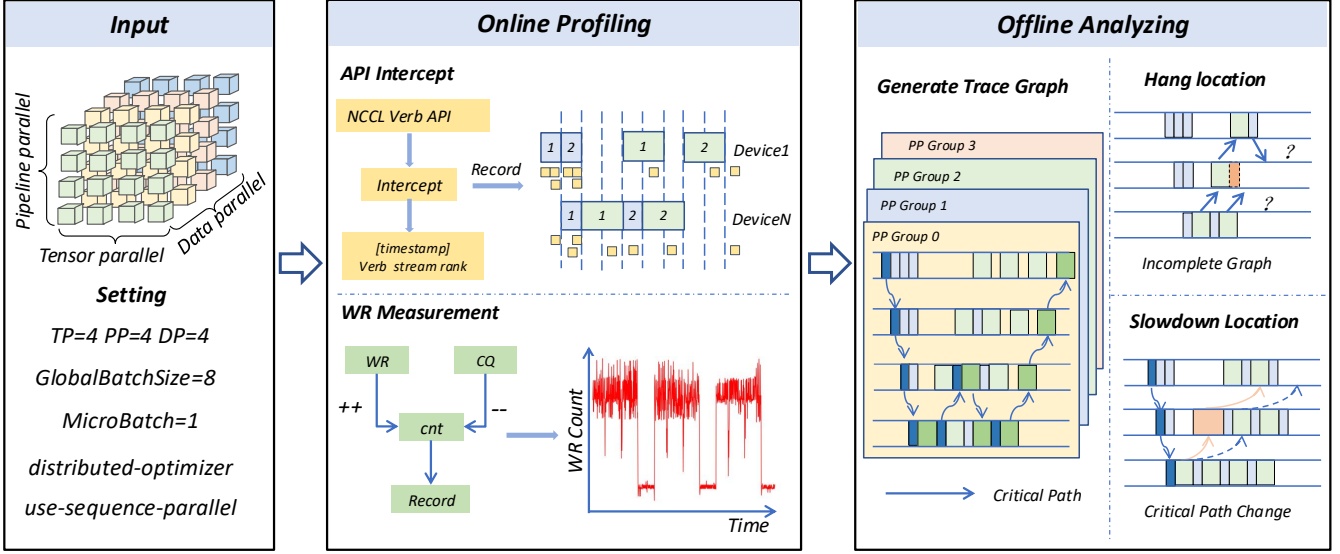 Input
Pipeline parallel
Tensor parallel
Data parallel
Setting
TP=4 PP=4 DP=4
GlobalBatchSize=8
MicroBatch=1
distributed-optimizer
use-sequence-parallel
Online Profiling
API Intercept
NCCL Verb API
Intercept
Record
[timestamp]
Verb stream rank
1 2 1 2 Device1
1 1 2 2 DeviceN
WR Measurement
WR CQ
++ --
cnt
Record
WR Count
Time
Offline Analyzing
Generate Trace Graph
PP Group 3
PP Group 2
PP Group 1
PP Group 0
Critical Path
Hang location
?
?
Incomplete Graph
Slowdown Location
Critical Path Change